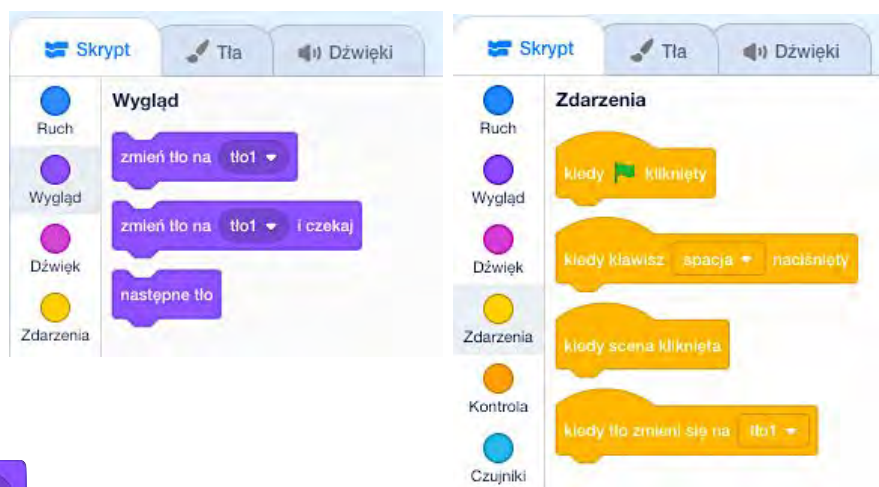 Skrypt Tła Dźwięki
Wygląd
Ruch
Wygląd
Dźwięk
Zdarzenia
zmień tło na tło1
zmień tło na tło1 i czekaj
następne tło
Skrypt Tła Dźwięki
Zdarzenia
Ruch
Wygląd
Dźwięk
Zdarzenia
Kontrola
Czujniki
kiedy kliknięty
kiedy klawisz spacja naciśnięty
kiedy scena kliknięta
kiedy tło zmieni się na tło1